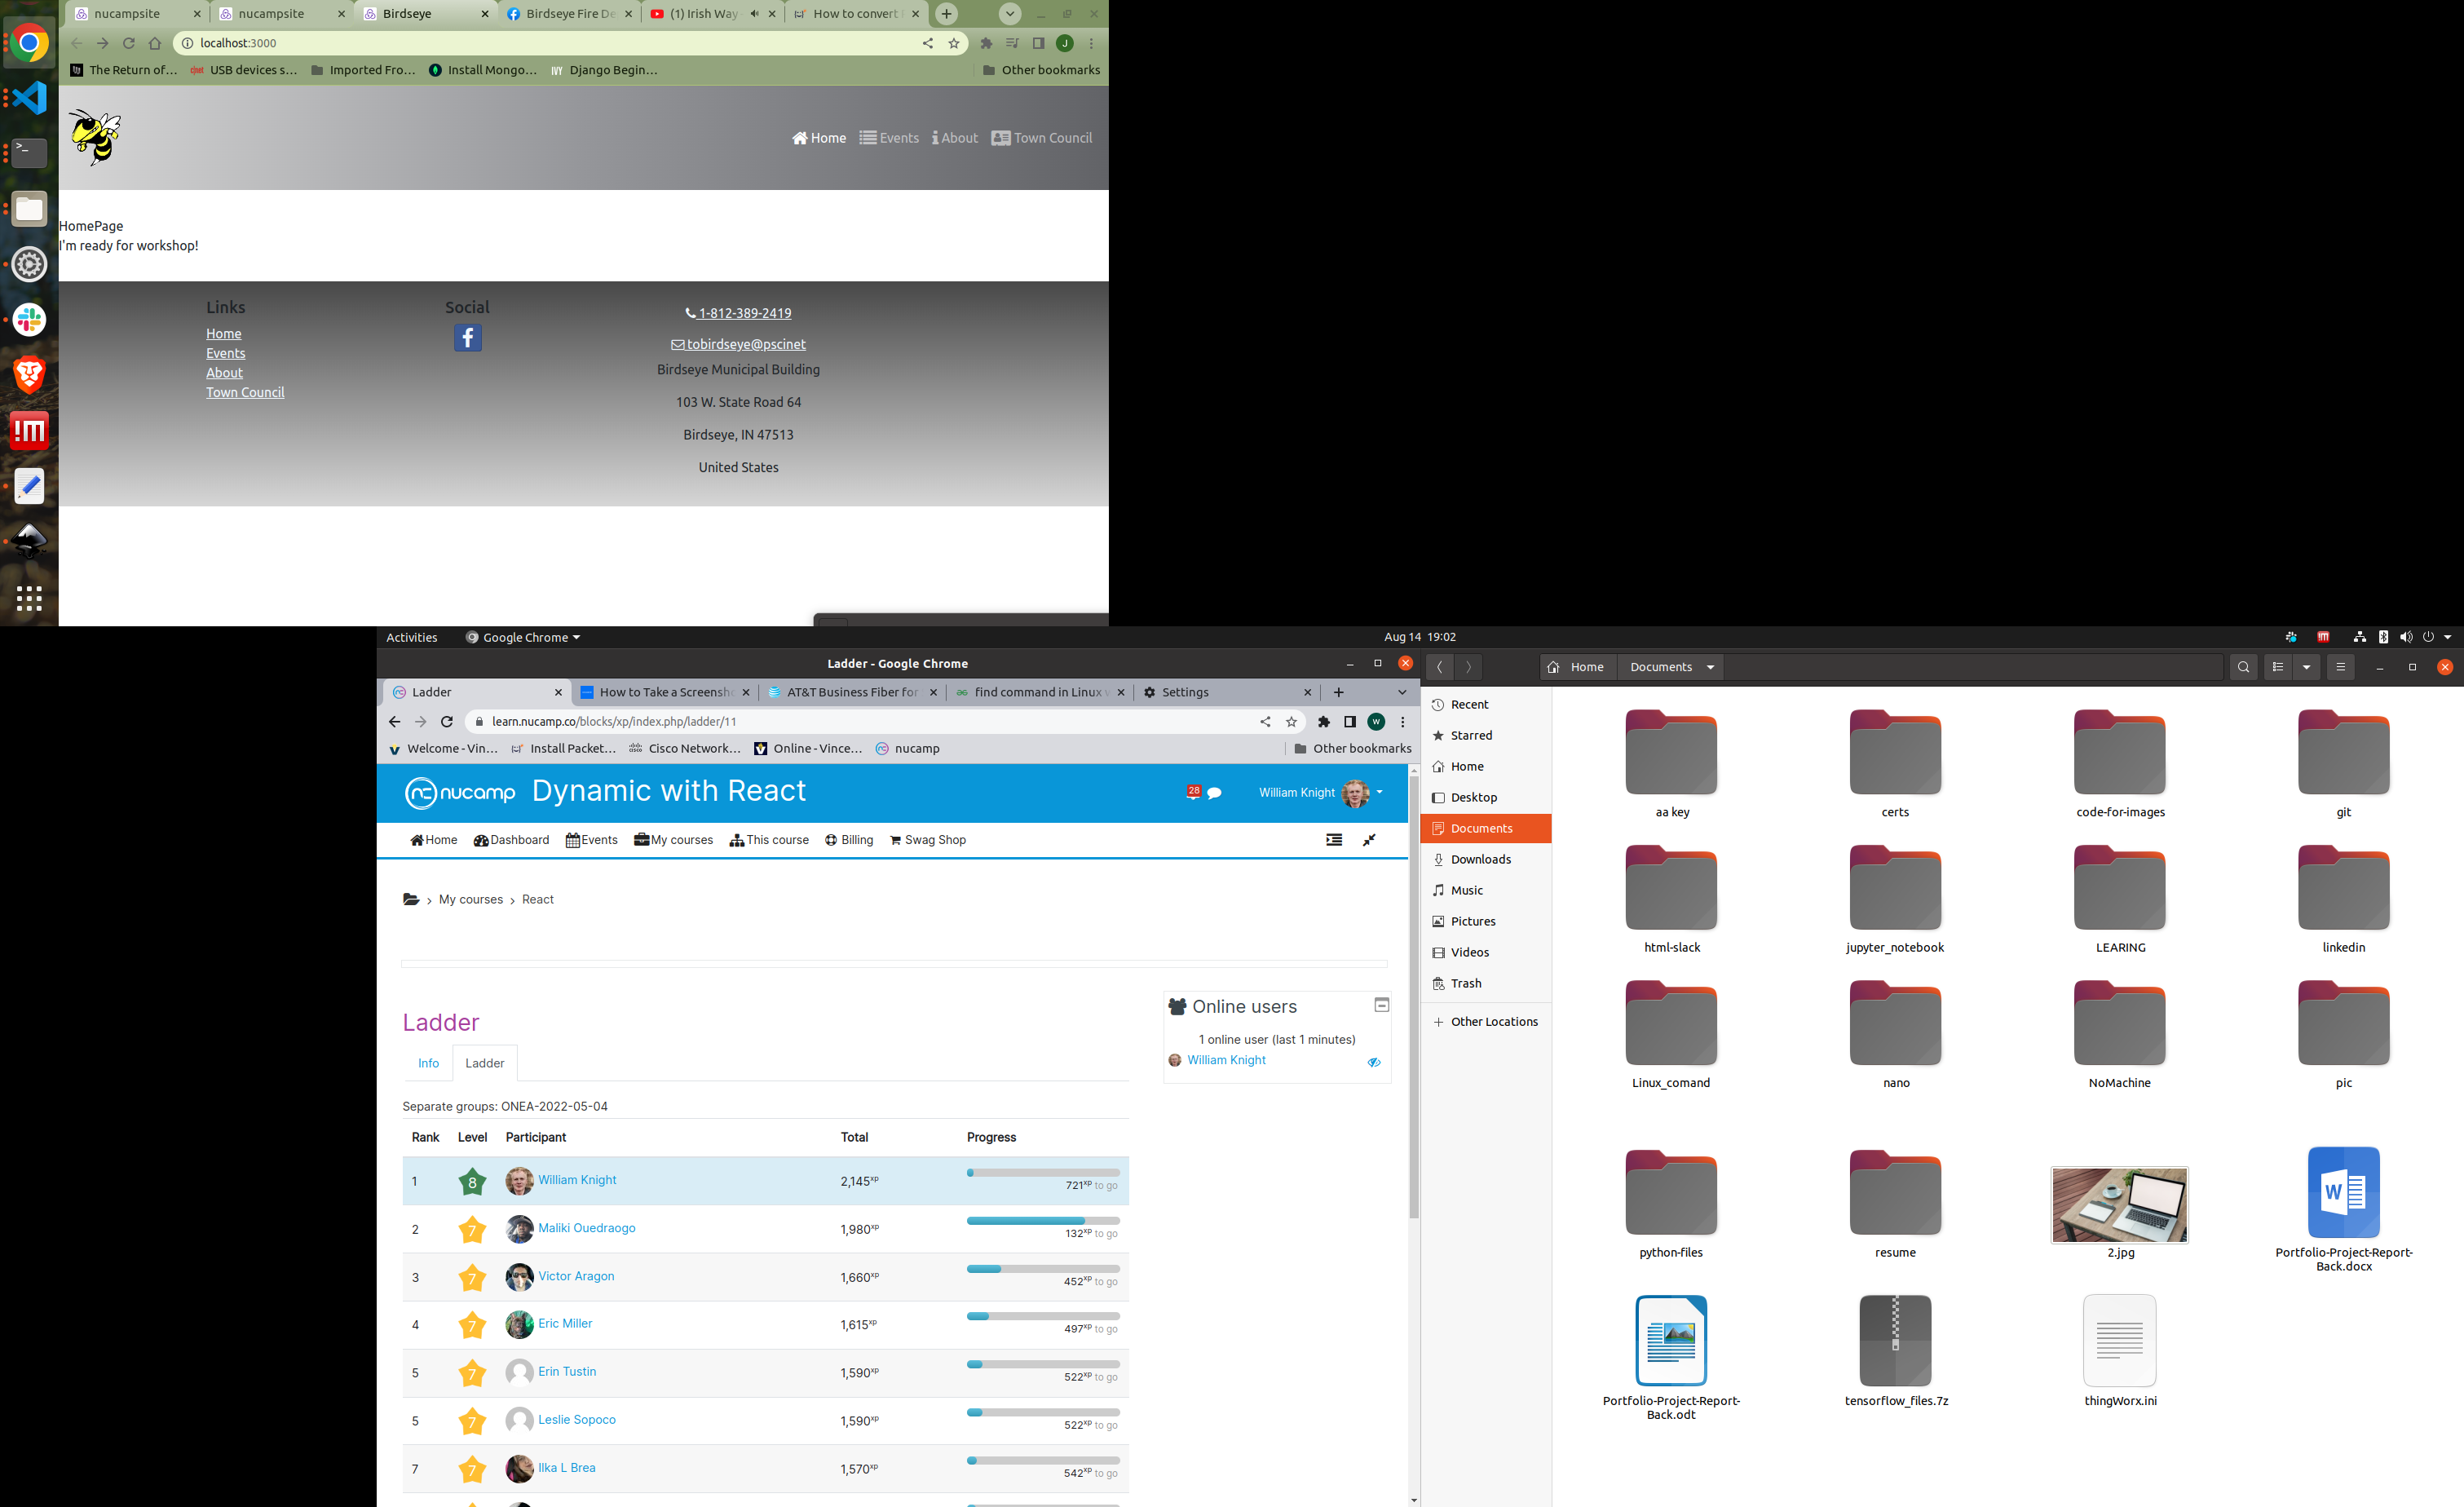 nucampsite
nucampsite
Birdseye
Birdseye Fire De
(1) Irish Way
How to convert
localhost:3000
J
The Return of...
USB devices s...
Imported Fro...
Install Mongo...
IVY Django Begin...
Other bookmarks
Home Events About Town Council
HomePage
I'm ready for workshop!
Links
Home
Events
About
Town Council
Social
1-812-389-2419
tobirdseye@pscinet
Birdseye Municipal Building
103 W. State Road 64
Birdseye, IN 47513
United States
Activities
Google Chrome
Aug 14 19:02
Ladder - Google Chrome
Ladder
How to Take a Screensh
AT&T Business Fiber for
find command in Linux
Settings
learn.nucamp.co/blocks/xp/index.php/ladder/11
W
Welcome - Vin...
Install Packet...
Cisco Network...
Online - Vince...
nucamp
Other bookmarks
nc nucamp Dynamic with React
28
William Knight
Home Dashboard Events My courses This course Billing Swag Shop
My courses > React
Ladder
Info
Ladder
Separate groups: ONEA-2022-05-04
Rank Level Participant Total Progress
1 8 William Knight 2,145xp 721xp to go
2 7 Maliki Ouedraogo 1,980xp 132xp to go
3 7 Victor Aragon 1,660xp 452xp to go
4 7 Eric Miller 1,615xp 497xp to go
5 7 Erin Tustin 1,590xp 522xp to go
5 7 Leslie Sopoco 1,590xp 522xp to go
7 7 Ilka L Brea 1,570xp 542xp to go
Online users
1 online user (last 1 minutes)
William Knight
Home
Documents
Recent
Starred
Home
Desktop
Documents
Downloads
Music
Pictures
Videos
Trash
Other Locations
aa key
certs
code-for-images
git
html-slack
jupyter_notebook
LEARING
linkedin
Linux_comand
nano
NoMachine
pic
python-files
resume
2.jpg
W
Portfolio-Project-Report-
Back.docx
Portfolio-Project-Report-
Back.odt
tensorflow_files.7z
thingWorx.ini